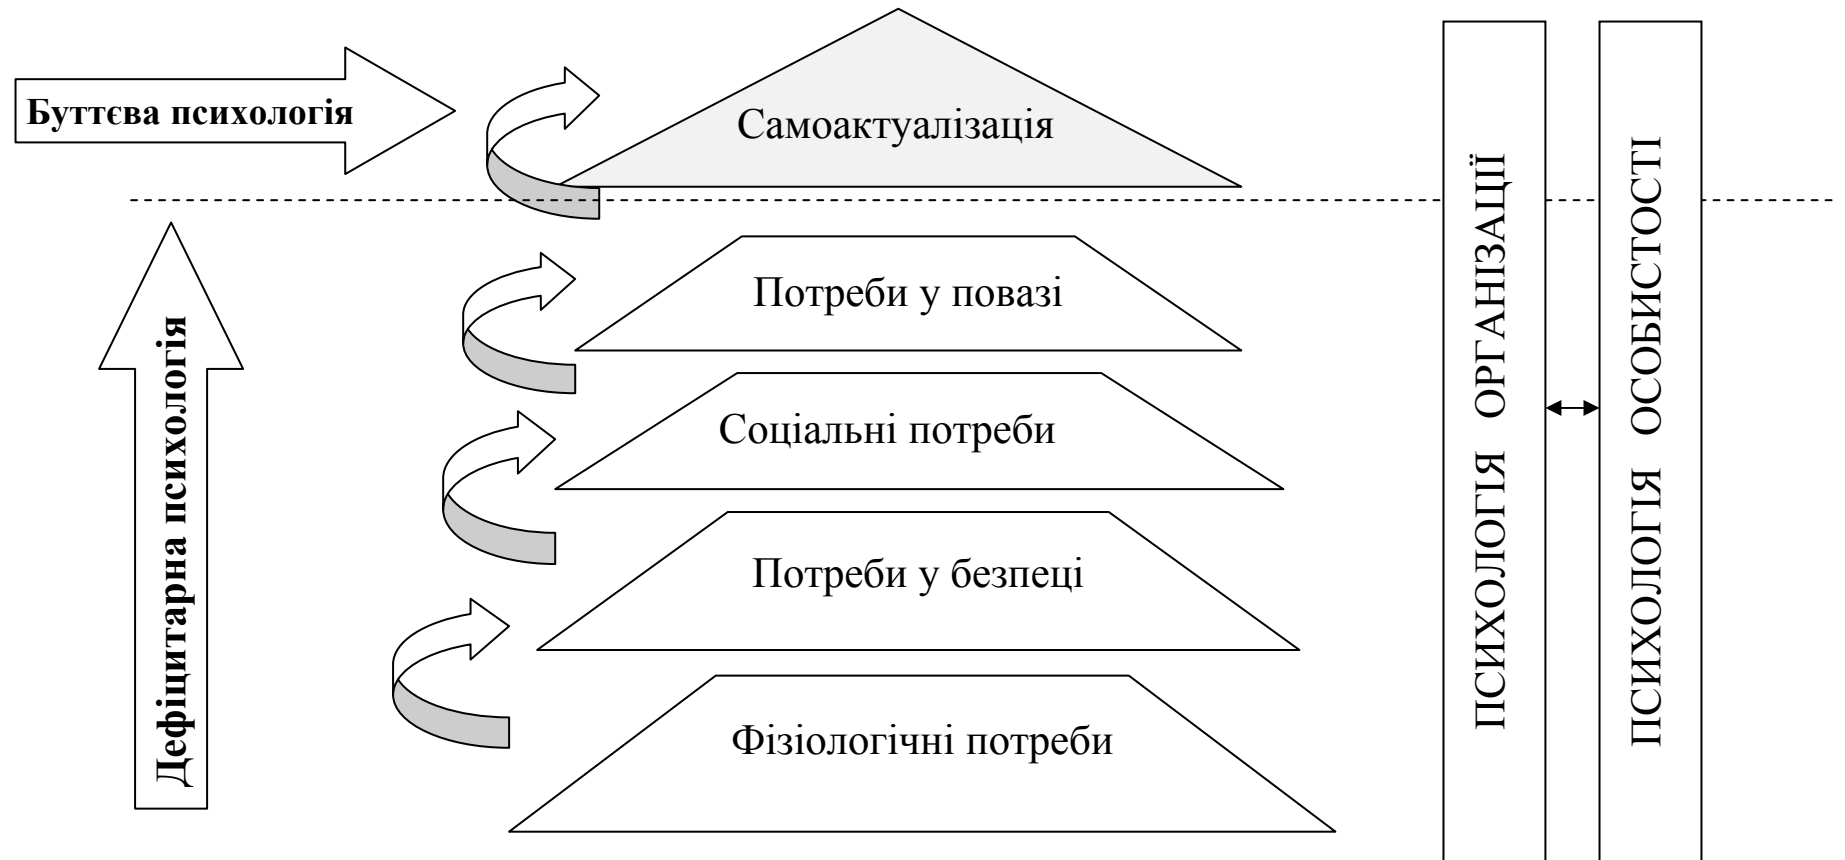 Буттєва психологія
Самоактуалізація
Потреби у повазі
Соціальні потреби
Потреби у безпеці
Фізіологічні потреби
Дефіцитарна психологія
ПСИХОЛОГІЯ ОРГАНІЗАЦІЇ
ПСИХОЛОГІЯ ОСОБИСТОСТІ